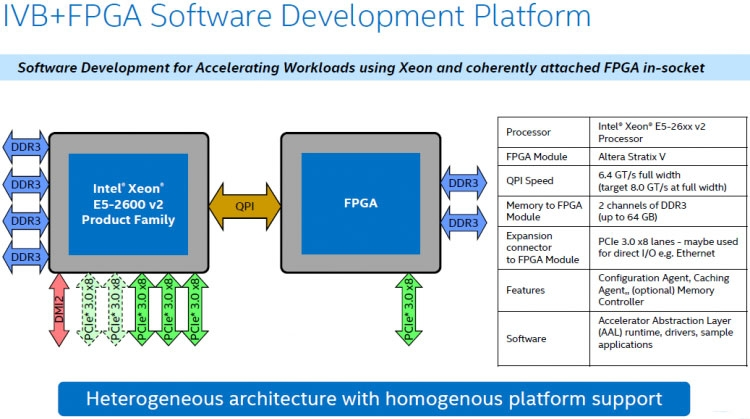 IVB+FPGA Software Development Platform
Software Development for Accelerating Workloads using Xeon and coherently attached FPGA in-socket
DDR3
DDR3
DDR3
DDR3
Intel® Xeon®
E5-2600 v2
Product Family
QPI
FPGA
DDR3
DDR3
DMI2
PCIe® 3.0 x8
PCIe® 3.0 x8
PCIe® 3.0 x8
PCIe® 3.0 x8
PCIe® 3.0 x8
PCIe® 3.0 x8
Processor
Intel® Xeon® E5-26xx v2
Processor
FPGA Module
Altera Stratix V
QPI Speed
6.4 GT/s full width
(target 8.0 GT/s at full width)
Memory to FPGA
Module
2 channels of DDR3
(up to 64 GB)
Expansion
connector
to FPGA Module
PCIe 3.0 x8 lanes - maybe used
for direct I/O e.g. Ethernet
Features
Configuration Agent, Caching
Agent,, (optional) Memory
Controller
Software
Accelerator Abstraction Layer
(AAL) runtime, drivers, sample
applications
Heterogeneous architecture with homogenous platform support